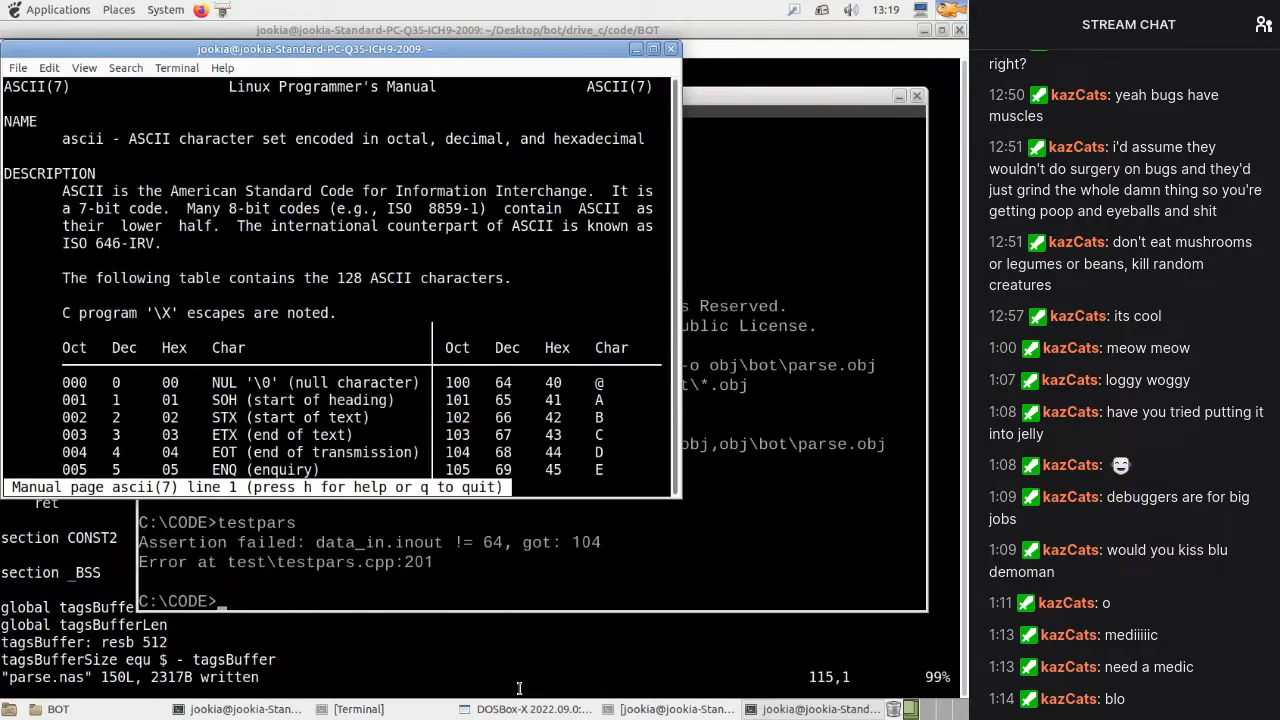 Applications Places System 13:19
jookia@jookia-Standard-PC-Q35-ICH9-2009: ~/Desktop/bot/drive_c/code/BOT
jookia@jookia-Standard-PC-Q35-ICH9-2009: ~
File Edit View Search Terminal Help
ASCII(7) Linux Programmer's Manual ASCII(7)
NAME
ascii - ASCII character set encoded in octal, decimal, and hexadecimal
DESCRIPTION
ASCII is the American Standard Code for Information Interchange. It is
a 7-bit code. Many 8-bit codes (e.g., ISO 8859-1) contain ASCII as
their lower half. The international counterpart of ASCII is known as
ISO 646-IRV.
The following table contains the 128 ASCII characters.
C program '\X' escapes are noted.
Oct Dec Hex Char Oct Dec Hex Char
000 0 00 NUL '\0' (null character) 100 64 40 @
001 1 01 SOH (start of heading) 101 65 41 A
002 2 02 STX (start of text) 102 66 42 B
003 3 03 ETX (end of text) 103 67 43 C
004 4 04 EOT (end of transmission) 104 68 44 D
005 5 05 ENQ (enquiry) 105 69 45 E
Manual page ascii(7) line 1 (press h for help or q to quit)
s Reserved.
ublic License.
-o obj\bot\parse.obj
t\*.obj
obj,obj\bot\parse.obj
C:\CODE>testpars
Assertion failed: data_in.inout != 64, got: 104
Error at test\testpars.cpp:201
C:\CODE>_
ret
section CONST2
section _BSS
global tagsBuffe
global tagsBufferLen
tagsBuffer: resb 512
tagsBufferSize equ $ - tagsBuffer
"parse.nas" 150L, 2317B written 115,1 99%
BOT
jookia@jookia-Stan...
[Terminal]
DOSBox-X 2022.09.0:...
[jookia@jookia-Stan...
jookia@jookia-Stand...
STREAM CHAT
right?
12:50 kazCats: yeah bugs have
muscles
12:51 kazCats: i'd assume they
wouldn't do surgery on bugs and they'd
just grind the whole damn thing so you're
getting poop and eyeballs and shit
12:51 kazCats: don't eat mushrooms
or legumes or beans, kill random
creatures
12:57 kazCats: its cool
1:00 kazCats: meow meow
1:07 kazCats: loggy woggy
1:08 kazCats: have you tried putting it
into jelly
1:08 kazCats:
1:09 kazCats: debuggers are for big
jobs
1:09 kazCats: would you kiss blu
demoman
1:11 kazCats: o
1:13 kazCats: mediiiiic
1:13 kazCats: need a medic
1:14 kazCats: blo